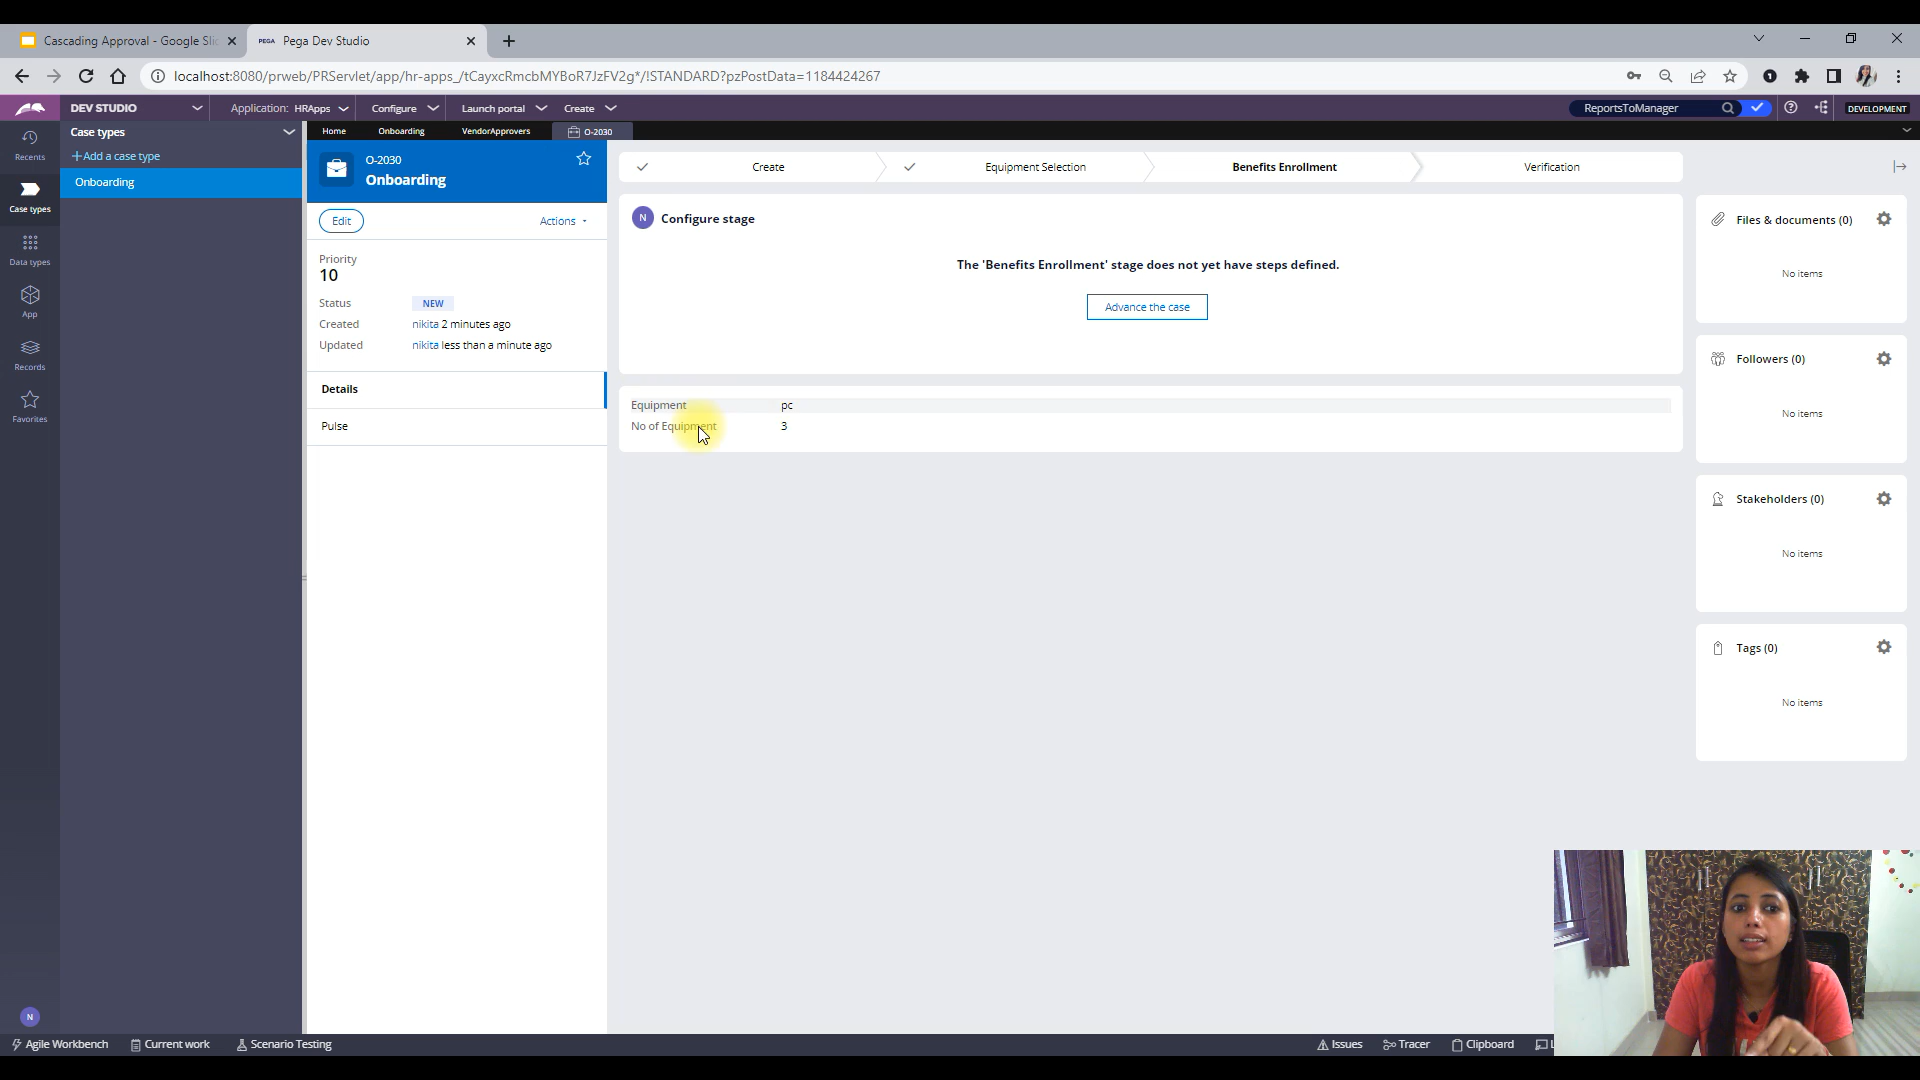 Cascading Approval - Google Sli
PEGA Pega Dev Studio
localhost:8080/prweb/PRServlet/app/hr-apps_/tCayxcRmcbMYBoR7JzFV2g*/!STANDARD?pzPostData=1184424267
DEV STUDIO
Application: HRApps
Configure
Launch portal
Create
ReportsToManager
DEVELOPMENT
Recents
Case types
Data types
App
Records
Favorites
N
Case types
+Add a case type
Onboarding
Home
Onboarding
VendorApprovers
O-2030
O-2030
Onboarding
Edit
Actions
Priority
10
Status NEW
Created nikita 2 minutes ago
Updated nikita less than a minute ago
Details
Pulse
Create
Equipment Selection
Benefits Enrollment
Verification
N Configure stage
The 'Benefits Enrollment' stage does not yet have steps defined.
Advance the case
Equipment pc
No of Equipment 3
Files & documents (0)
No items
Followers (0)
No items
Stakeholders (0)
No items
Tags (0)
No items
Agile Workbench
Current work
Scenario Testing
Issues
Tracer
Clipboard